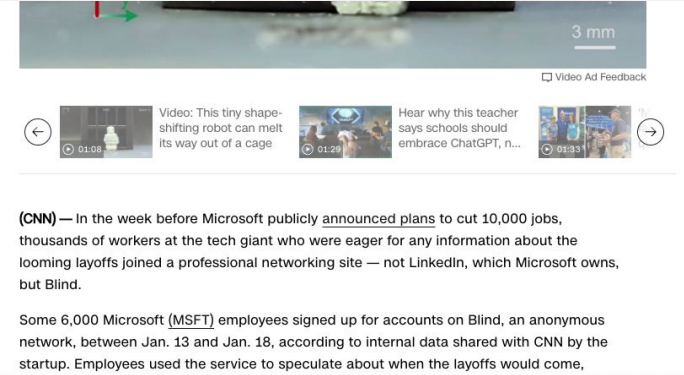 3 mm
Video Ad Feedback
Video: This tiny shape-
shifting robot can melt
its way out of a cage
01:08
Hear why this teacher
says schools should
embrace ChatGPT, n...
01:29
01:33
(CNN) — In the week before Microsoft publicly announced plans to cut 10,000 jobs,
thousands of workers at the tech giant who were eager for any information about the
looming layoffs joined a professional networking site — not LinkedIn, which Microsoft owns,
but Blind.
Some 6,000 Microsoft (MSFT) employees signed up for accounts on Blind, an anonymous
network, between Jan. 13 and Jan. 18, according to internal data shared with CNN by the
startup. Employees used the service to speculate about when the layoffs would come,